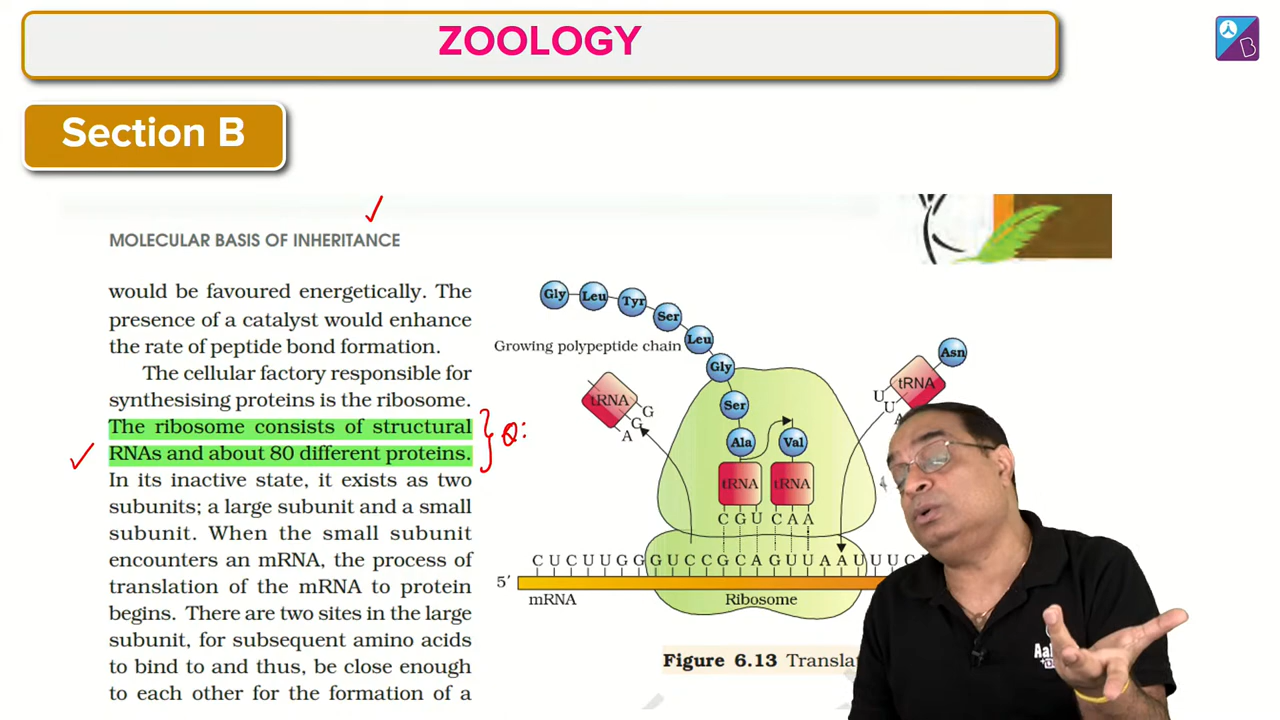 ZOOLOGY
Section B
MOLECULAR BASIS OF INHERITANCE
would be favoured energetically. The
presence of a catalyst would enhance
the rate of peptide bond formation.
The cellular factory responsible for
synthesising proteins is the ribosome.
The ribosome consists of structural
RNAs and about 80 different proteins.
In its inactive state, it exists as two
subunits; a large subunit and a small
subunit. When the small subunit
encounters an mRNA, the process of
translation of the mRNA to protein
begins. There are two sites in the large
subunit, for subsequent amino acids
to bind to and thus, be close enough
to each other for the formation of a
Q:
Gly Leu Tyr Ser Leu Gly Ser Ala Val
Growing polypeptide chain
Asn
tRNA
G G A
tRNA
U U A
tRNA tRNA
C G U C A A
C U C U U G G G U C C G C A G U U A A U U U C
5′
mRNA
Ribosome
Figure 6.13
B